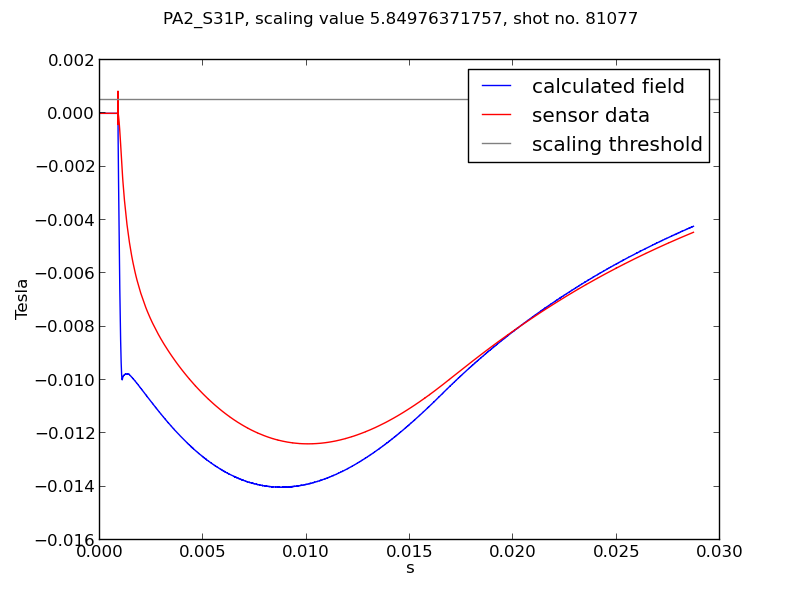 PA2_S31P, scaling value 5.84976371757, shot no. 81077
0.002
calculated field
sensor data
scaling threshold
0.000
−0.002
−0.004
−0.006
Tesla
−0.008
−0.010
−0.012
−0.014
−0.016
0.000
0.005
0.010
0.015
0.020
0.025
0.030
s